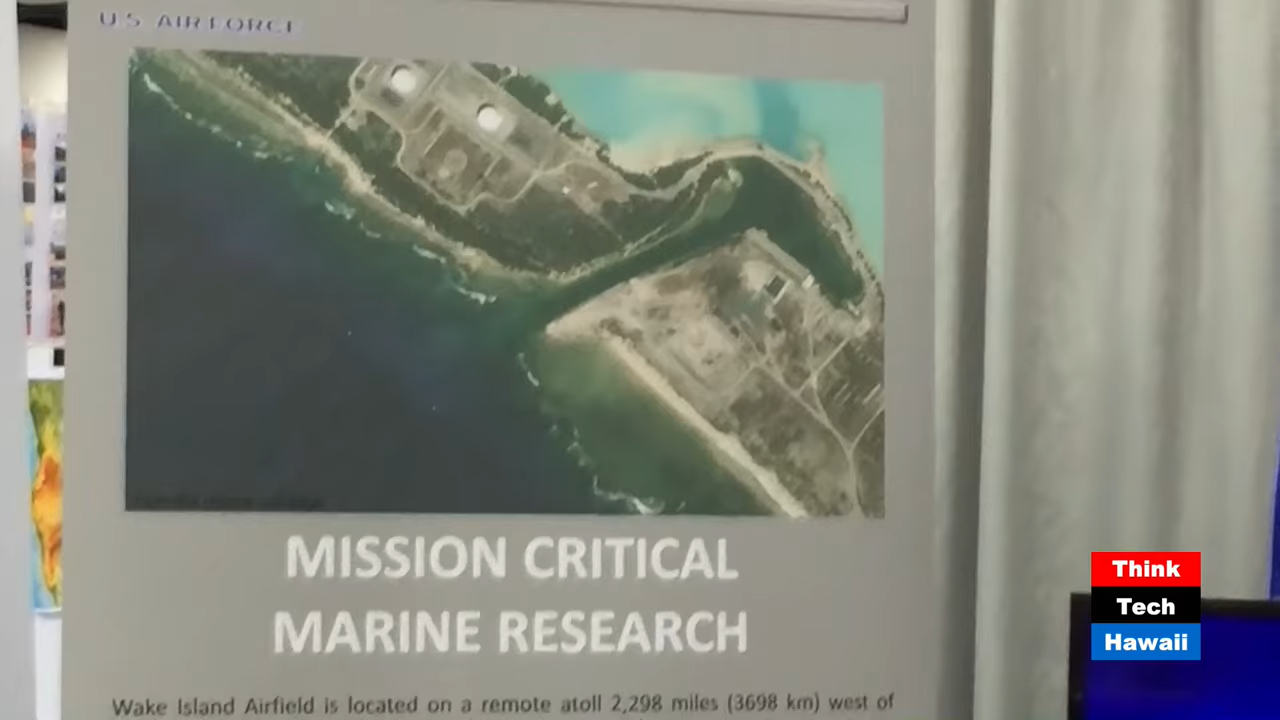 U.S. AIR FORCE
MISSION CRITICAL
MARINE RESEARCH
Wake Island Airfield is located on a remote atoll 2,298 miles (3698 km) west of
Think
Tech
Hawaii